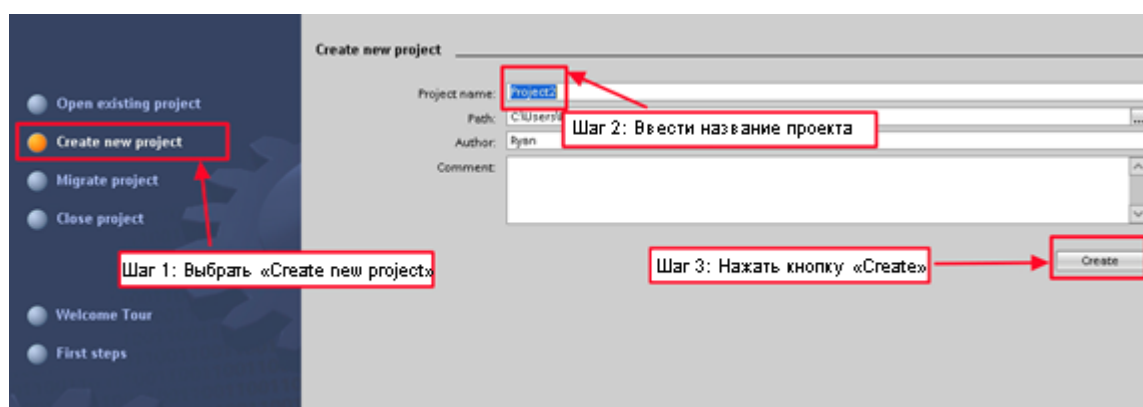 Create new project
Open existing project
Create new project
Migrate project
Close project
Welcome Tour
First steps
Project name: Project2
Path: C:\Users\
Author: Ryan
Comment:
Create
Шаг 1: Выбрать «Create new project»
Шаг 2: Ввести название проекта
Шаг 3: Нажать кнопку «Create»